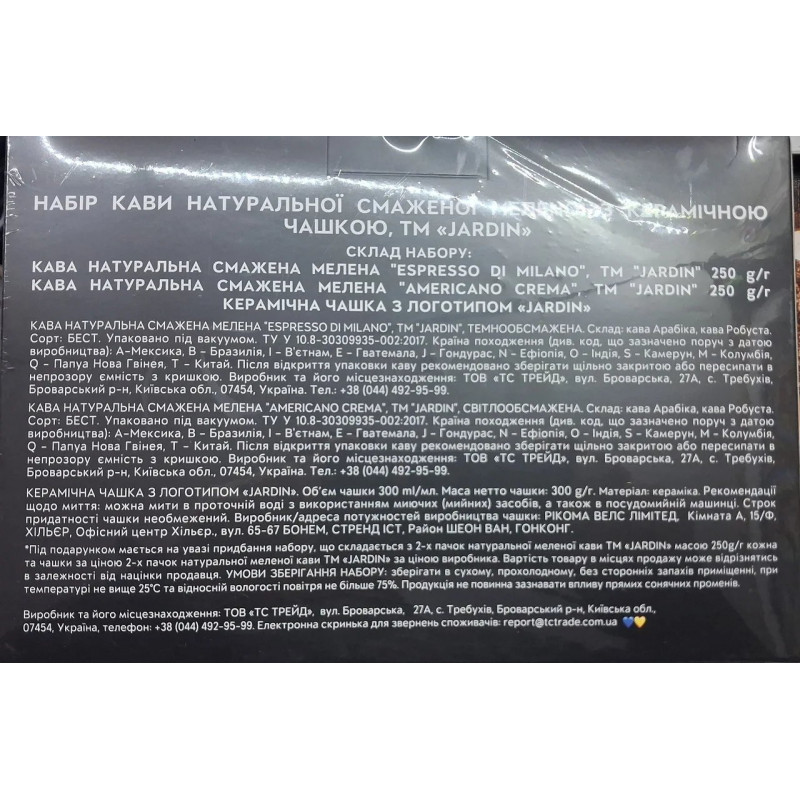 НАБІР КАВИ НАТУРАЛЬНОЇ СМАЖЕНОЇ МЕЛЕНОЇ З КЕРАМІЧНОЮ
ЧАШКОЮ, ТМ «JARDIN»
СКЛАД НАБОРУ:
КАВА НАТУРАЛЬНА СМАЖЕНА МЕЛЕНА "ESPRESSO DI MILANO", ТМ "JARDIN" 250 g/г
КАВА НАТУРАЛЬНА СМАЖЕНА МЕЛЕНА "AMERICANO CREMA", ТМ "JARDIN" 250 g/г
КЕРАМІЧНА ЧАШКА З ЛОГОТИПОМ «JARDIN»
КАВА НАТУРАЛЬНА СМАЖЕНА МЕЛЕНА "ESPRESSO DI MILANO", ТМ "JARDIN", ТЕМНООБСМАЖЕНА. Склад: кава Арабіка, кава Робуста.
Сорт: БЕСТ. Упаковано під вакуумом. ТУ У 10.8-30309935-002:2017. Країна походження (див. код, що зазначено поруч з датою
виробництва): A-Мексика, B - Бразилія, I - В'єтнам, E - Гватемала, J - Гондурас, N - Ефіопія, O - Індія, S - Камерун, M - Колумбія,
Q - Папуа Нова Гвінея, T - Китай. Після відкриття упаковки каву рекомендовано зберігати щільно закритою або пересипати в
непрозору ємність з кришкою. Виробник та його місцезнаходження: ТОВ «ТС ТРЕЙД», вул. Броварська, 27А, с. Требухів,
Броварський р-н, Київська обл., 07454, Україна. Тел.: +38 (044) 492-95-99.
КАВА НАТУРАЛЬНА СМАЖЕНА МЕЛЕНА "AMERICANO CREMA", ТМ "JARDIN", СВІТЛООБСМАЖЕНА. Склад: кава Арабіка, кава Робуста.
Сорт: БЕСТ. Упаковано під вакуумом. ТУ У 10.8-30309935-002:2017. Країна походження (див. код, що зазначено поруч з датою
виробництва): A-Мексика, B - Бразилія, I - В'єтнам, E - Гватемала, J - Гондурас, N - Ефіопія, O - Індія, S - Камерун, M - Колумбія,
Q - Папуа Нова Гвінея, T - Китай. Після відкриття упаковки каву рекомендовано зберігати щільно закритою або пересипати в
непрозору ємність з кришкою. Виробник та його місцезнаходження: ТОВ «ТС ТРЕЙД», вул. Броварська, 27А, с. Требухів,
Броварський р-н, Київська обл., 07454, Україна. Тел.: +38 (044) 492-95-99.
КЕРАМІЧНА ЧАШКА З ЛОГОТИПОМ «JARDIN». Об'єм чашки 300 ml/мл. Маса нетто чашки: 300 g/г. Матеріал: кераміка. Рекомендації
щодо миття: можна мити в проточній воді з використанням миючих (мийних) засобів, а також в посудомийній машинці. Строк
придатності чашки необмежений. Виробник/адреса потужностей виробництва чашки: РІКОМА ВЕЛС ЛІМІТЕД, Кімната А, 15/Ф,
ХІЛЬЄР, Офісний центр Хільєр., вул. 65-67 БОНЕМ, СТРЕНД ІСТ, Район ШЕОН ВАН, ГОНКОНГ.
*Під подарунком мається на увазі придбання набору, що складається з 2-х пачок натуральної меленої кави ТМ «JARDIN» масою 250g/г кожна
та чашки за ціною 2-х пачок натуральної меленої кави ТМ «JARDIN» за ціною виробника. Вартість товару в місцях продажу може відрізнятись
в залежності від націнки продавця. УМОВИ ЗБЕРІГАННЯ НАБОРУ: зберігати в сухому, прохолодному, без сторонніх запахів приміщенні, при
температурі не вище 25°С та відносній вологості повітря не більше 75%. Продукція не повинна зазнавати впливу прямих сонячних променів.
Виробник та його місцезнаходження: ТОВ «ТС ТРЕЙД», вул. Броварська, 27А, с. Требухів, Броварський р-н, Київська обл.,
07454, Україна, телефон: +38 (044) 492-95-99. Електронна скринька для звернень споживачів: report@tctrade.com.ua 💙💛